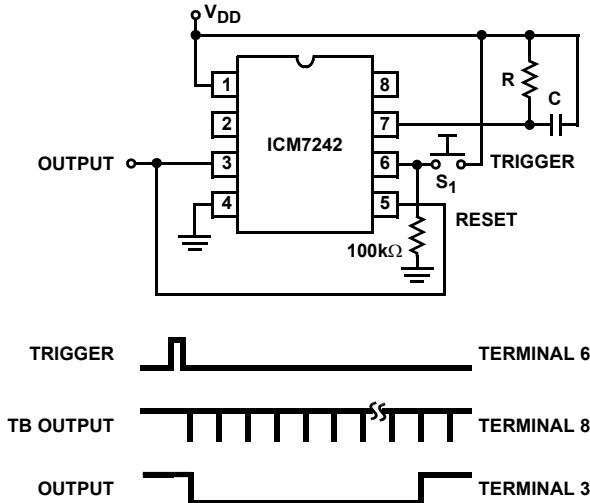 VDD
1
2
3
4
8
7
6
5
ICM7242
R
C
OUTPUT
S1
TRIGGER
RESET
100kΩ
TRIGGER
TERMINAL 6
TB OUTPUT
TERMINAL 8
OUTPUT
TERMINAL 3